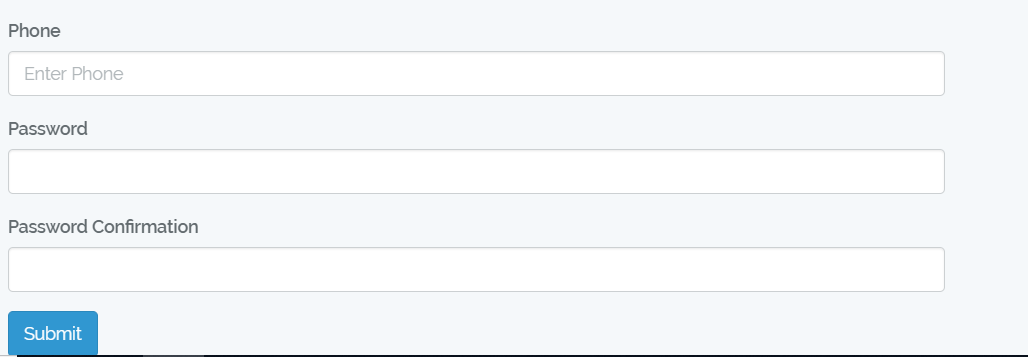 Phone
Enter Phone
Password
Password Confirmation
Submit